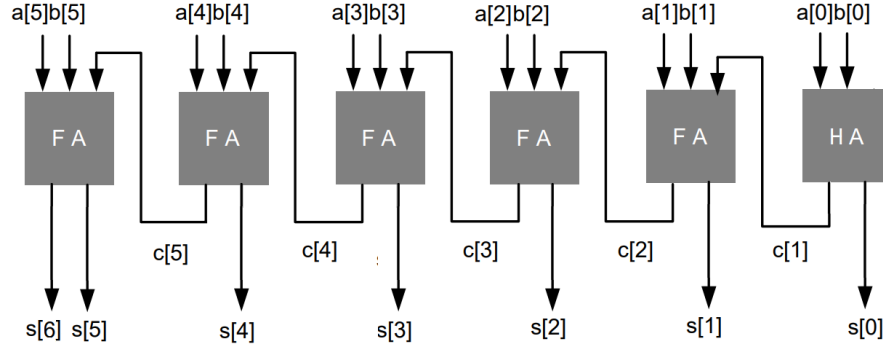 a[5]b[5] a[4]b[4] a[3]b[3] a[2]b[2] a[1]b[1] a[0]b[0]
F A F A F A F A F A H A
c[5] c[4] c[3] c[2] c[1]
s[6] s[5] s[4] s[3] s[2] s[1] s[0]